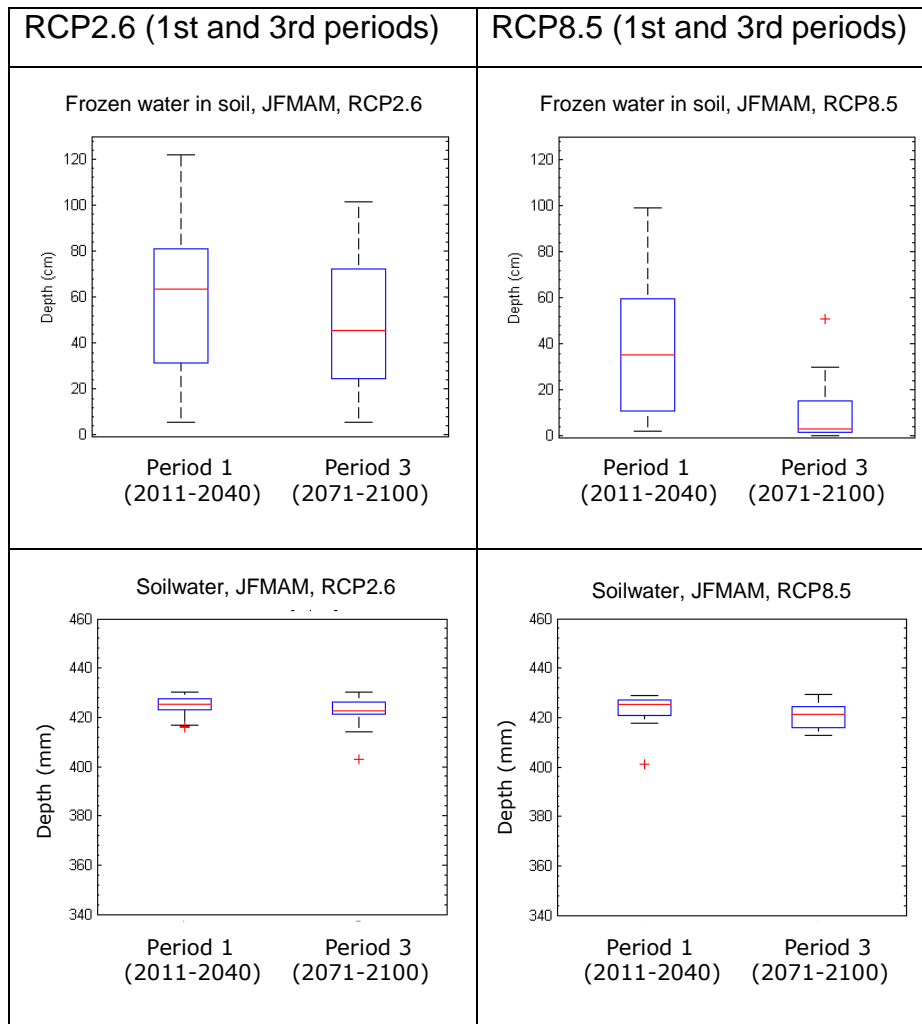 RCP2.6 (1st and 3rd periods)
RCP8.5 (1st and 3rd periods)
Frozen water in soil, JFMAM, RCP2.6
Depth (cm)
120
100
80
60
40
20
0
Period 1
(2011-2040)
Period 3
(2071-2100)
Frozen water in soil, JFMAM, RCP8.5
Depth (cm)
120
100
80
60
40
20
0
Period 1
(2011-2040)
Period 3
(2071-2100)
Soilwater, JFMAM, RCP2.6
Depth (mm)
460
440
420
400
380
360
340
Period 1
(2011-2040)
Period 3
(2071-2100)
Soilwater, JFMAM, RCP8.5
Depth (mm)
460
440
420
400
380
360
340
Period 1
(2011-2040)
Period 3
(2071-2100)